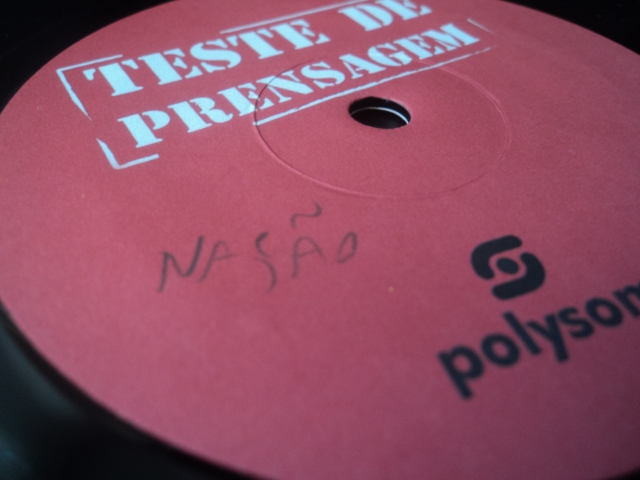 TESTE DE
PRENSAGEM
NAÇÃO
polysom